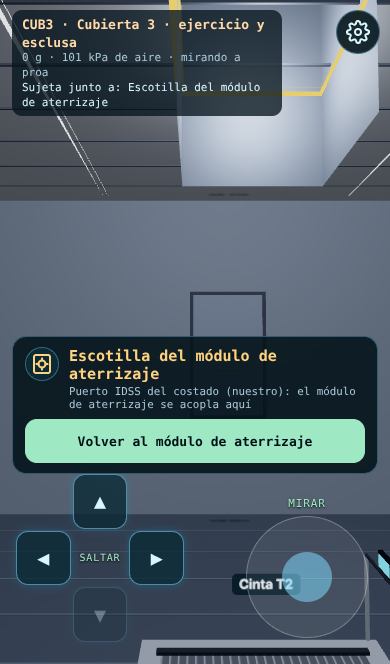 CUB3 · Cubierta 3 · ejercicio y
esclusa
0 g · 101 kPa de aire · mirando a
proa
Sujeta junto a: Escotilla del módulo
de aterrizaje
Escotilla del módulo de
aterrizaje
Puerto IDSS del costado (nuestro): el módulo
de aterrizaje se acopla aquí
Volver al módulo de aterrizaje
MIRAR
SALTAR
Cinta T2